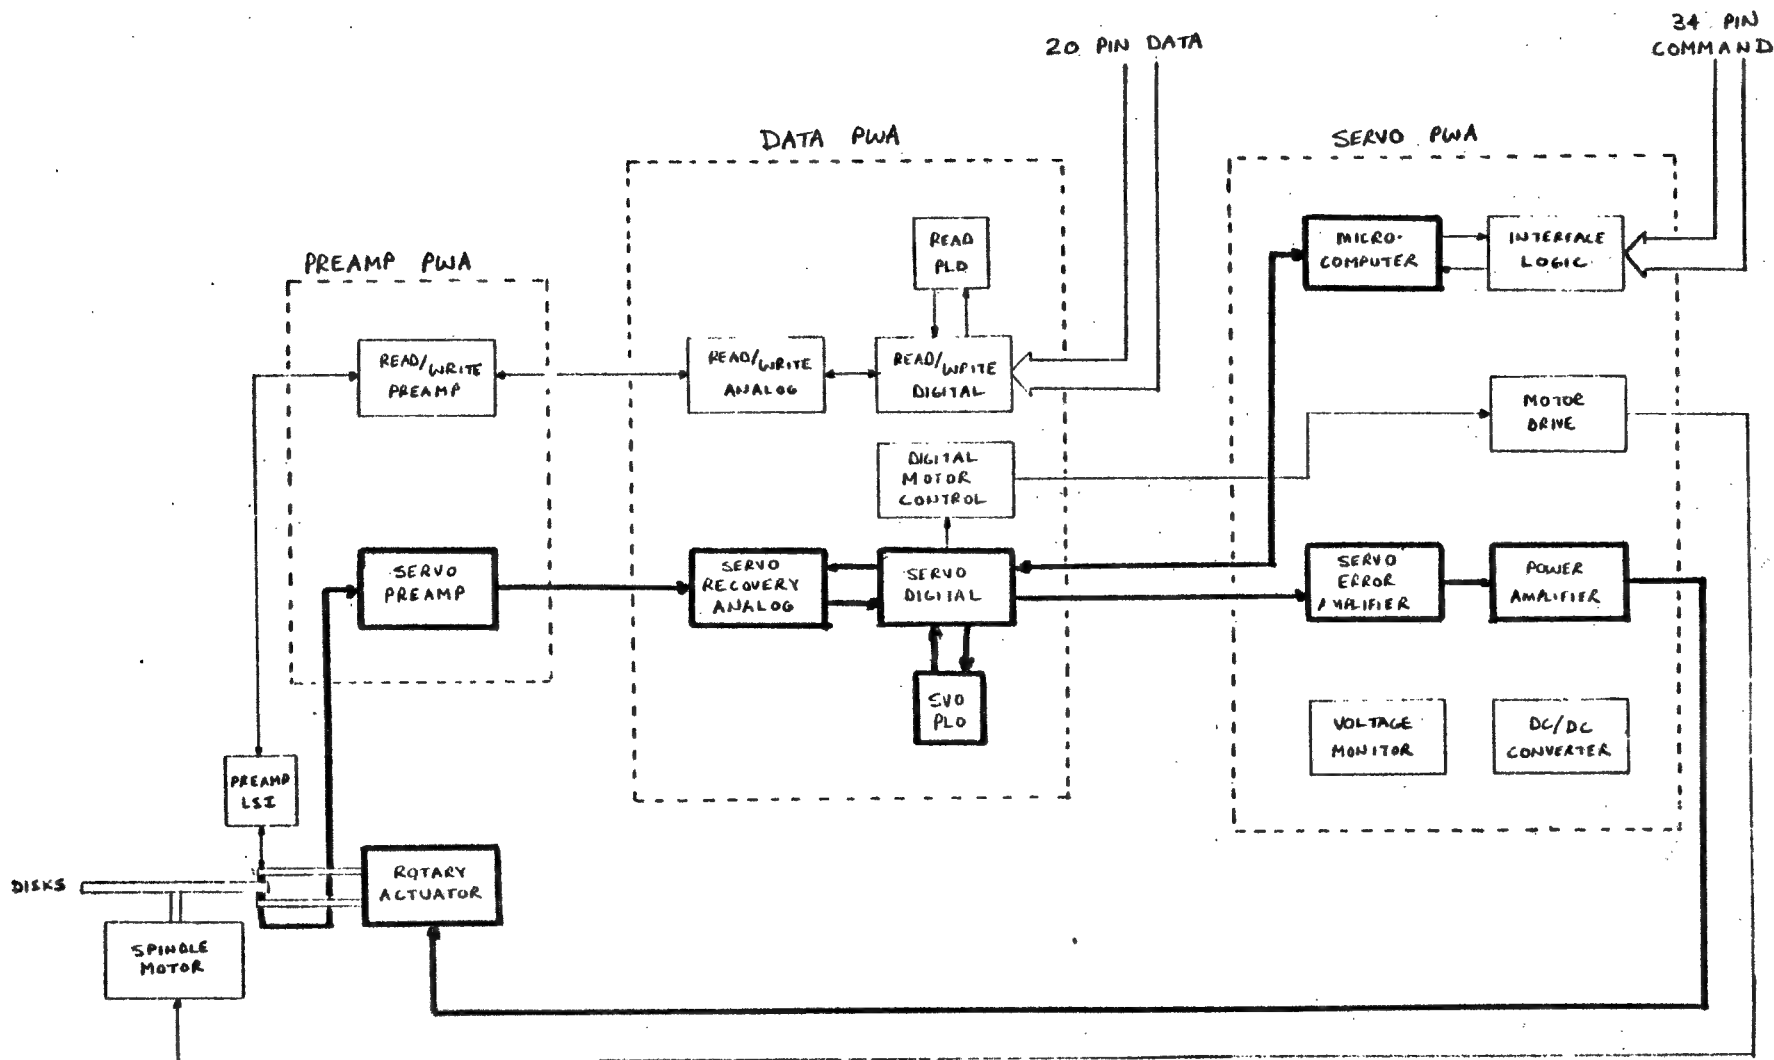 34 PIN
COMMAND
20 PIN DATA
DATA PWA
SERVO PWA
PREAMP PWA
READ
PLO
MICRO-
COMPUTER
INTERFACE
LOGIC
READ/WRITE
PREAMP
READ/WRITE
ANALOG
READ/WRITE
DIGITAL
MOTOR
DRIVE
DIGITAL
MOTOR
CONTROL
SERVO
PREAMP
SERVO
RECOVERY
ANALOG
SERVO
DIGITAL
SERVO
ERROR
AMPLIFIER
POWER
AMPLIFIER
SVO
PLO
VOLTAGE
MONITOR
DC/DC
CONVERTER
PREAMP
LSI
DISKS
ROTARY
ACTUATOR
SPINDLE
MOTOR